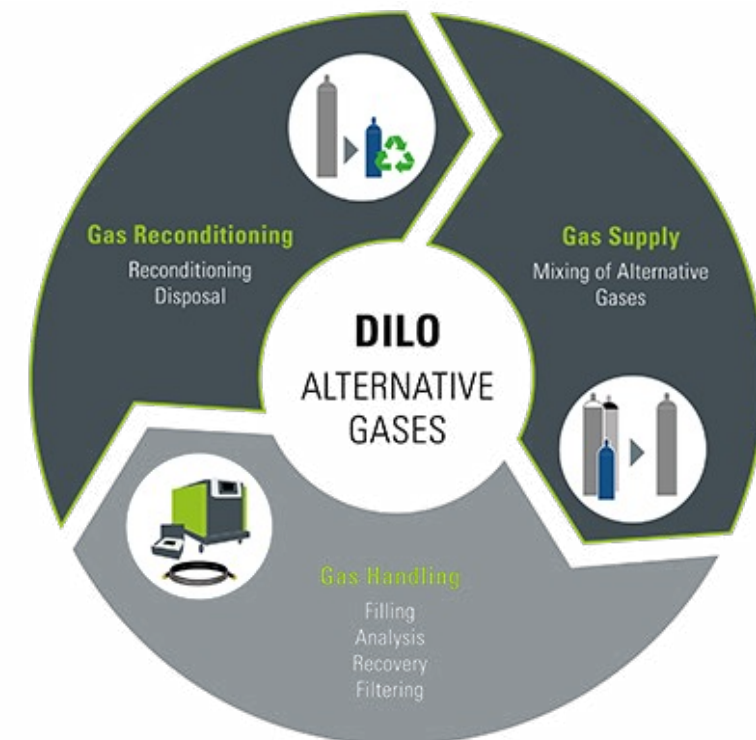 DILO
ALTERNATIVE
GASES
Gas Supply
Mixing of Alternative
Gases
Gas Handling
Filling
Analysis
Recovery
Filtering
Gas Reconditioning
Reconditioning
Disposal